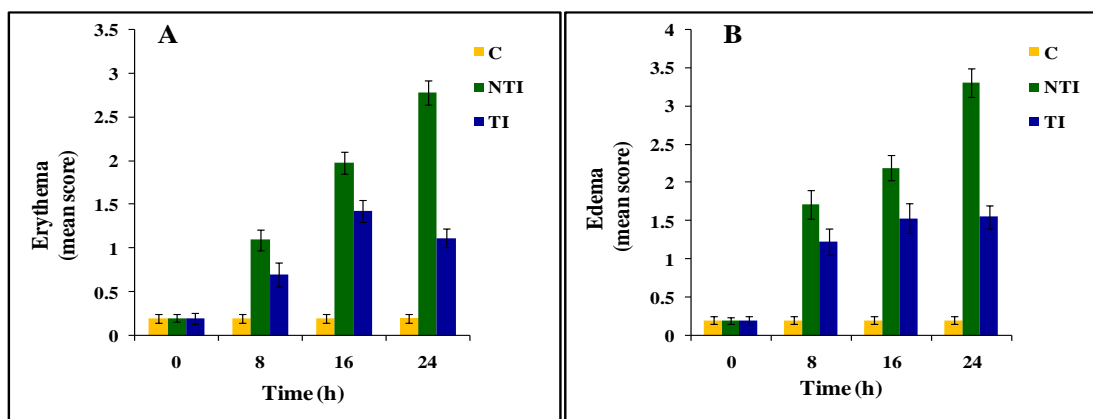 A
3.5
3
2.5
2
1.5
1
0.5
0
Erythema
(mean score)
0 8 16 24
Time (h)
C
NTI
TI
B
4
3.5
3
2.5
2
1.5
1
0.5
0
Edema
(mean score)
0 8 16 24
Time (h)
C
NTI
TI